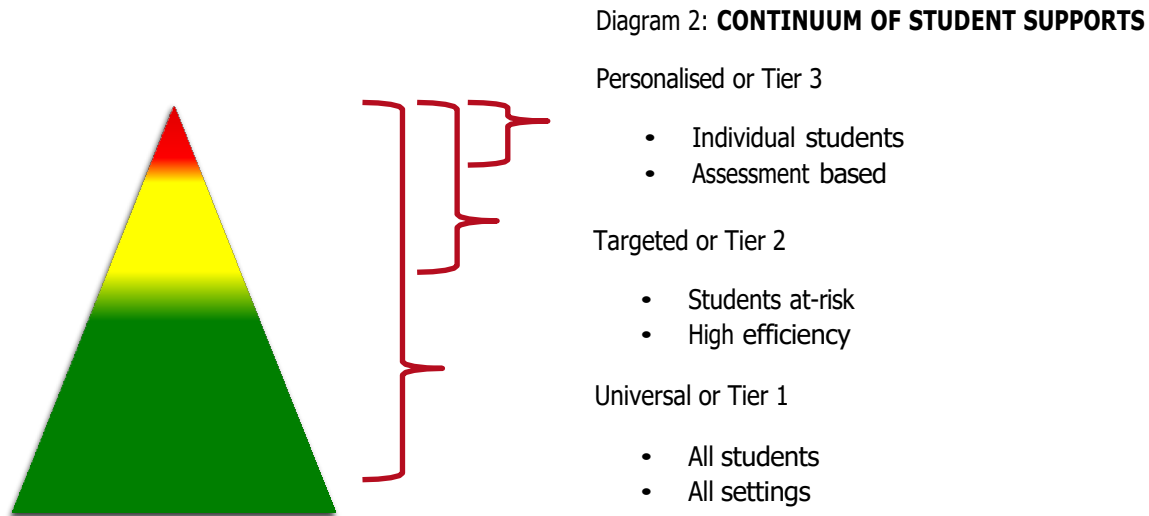 Diagram 2: CONTINUUM OF STUDENT SUPPORTS
Personalised or Tier 3
• Individual students
• Assessment based
Targeted or Tier 2
• Students at-risk
• High efficiency
Universal or Tier 1
• All students
• All settings